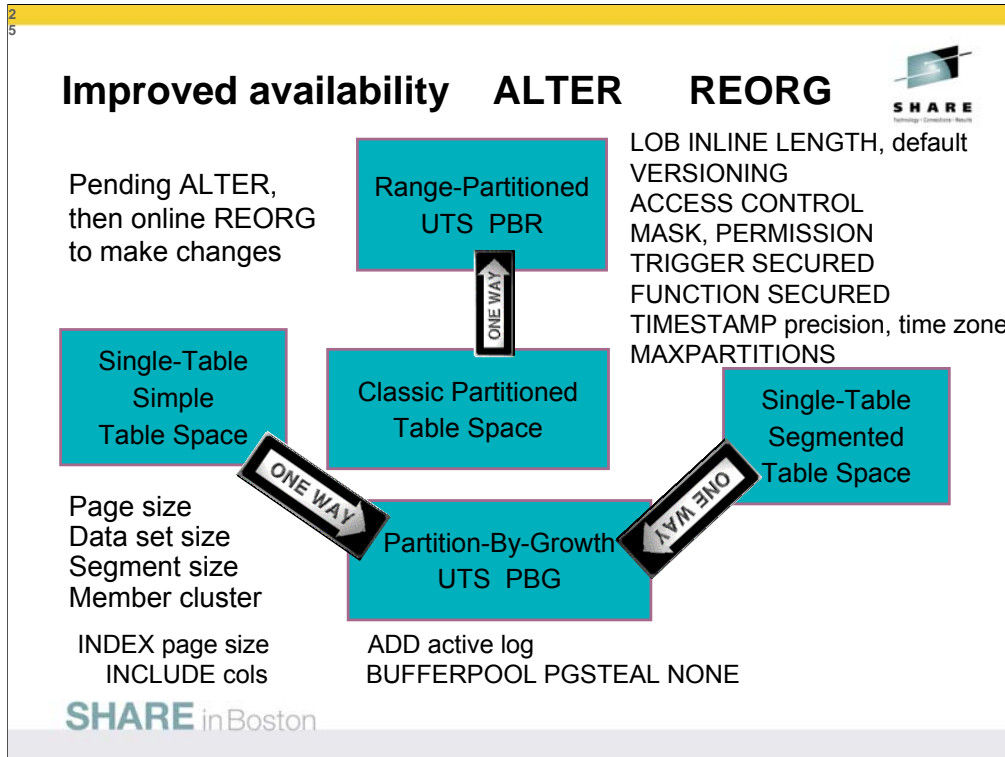 2
5
Improved availability ALTER REORG
SHARE
Technology · Connections · Results
Pending ALTER,
then online REORG
to make changes
Range-Partitioned
UTS PBR
LOB INLINE LENGTH, default
VERSIONING
ACCESS CONTROL
MASK, PERMISSION
TRIGGER SECURED
FUNCTION SECURED
TIMESTAMP precision, time zone
MAXPARTITIONS
ONE WAY
Single-Table
Simple
Table Space
Classic Partitioned
Table Space
Single-Table
Segmented
Table Space
ONE WAY
ONE WAY
Page size
Data set size
Segment size
Member cluster
Partition-By-Growth
UTS PBG
INDEX page size
INCLUDE cols
ADD active log
BUFFERPOOL PGSTEAL NONE
SHARE in Boston